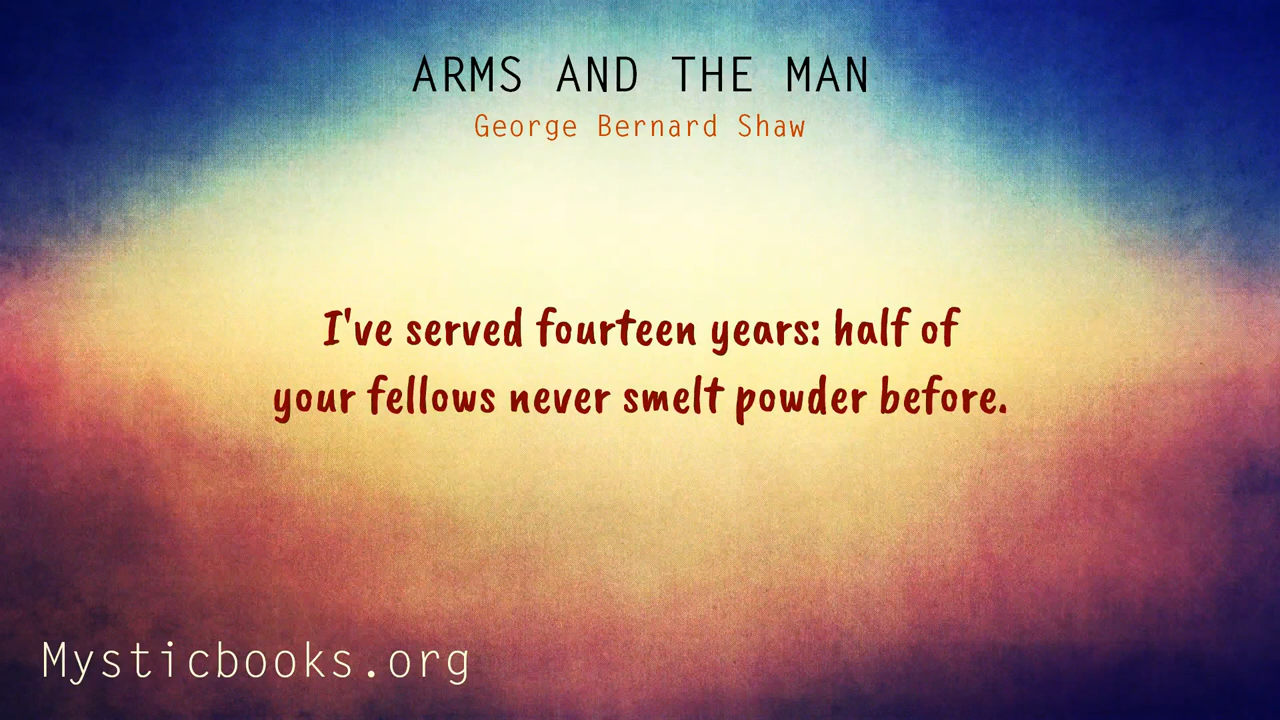 ARMS AND THE MAN
George Bernard Shaw
I've served fourteen years: half of
your fellows never smelt powder before.
Mysticbooks.org